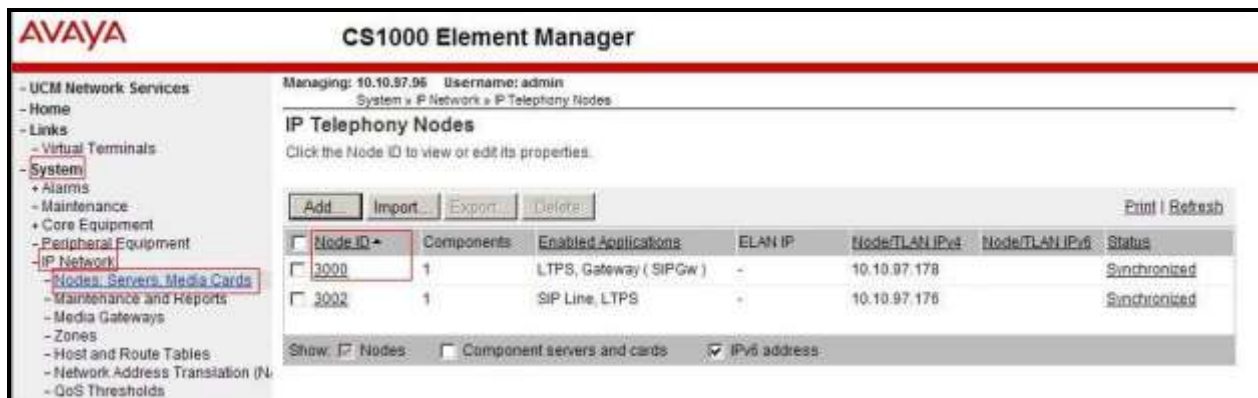 AVAYA
CS1000 Element Manager
- UCM Network Services
- Home
- Links
- Virtual Terminals
- System
+ Alarms
- Maintenance
+ Core Equipment
- Peripheral Equipment
- IP Network
- Nodes: Servers, Media Cards
- Maintenance and Reports
- Media Gateways
- Zones
- Host and Route Tables
- Network Address Translation (N
- QoS Thresholds
Managing: 10.10.97.96 Username: admin
System » IP Network » IP Telephony Nodes
IP Telephony Nodes
Click the Node ID to view or edit its properties.
Add... Import... Export... Delete
Print | Refresh
Node ID Components Enabled Applications ELAN IP Node/TLAN IPv4 Node/TLAN IPv6 Status
3000 1 LTPS, Gateway ( SIPGw ) - 10.10.97.178 Synchronized
3002 1 SIP Line, LTPS - 10.10.97.176 Synchronized
Show: Nodes Component servers and cards IPv6 address